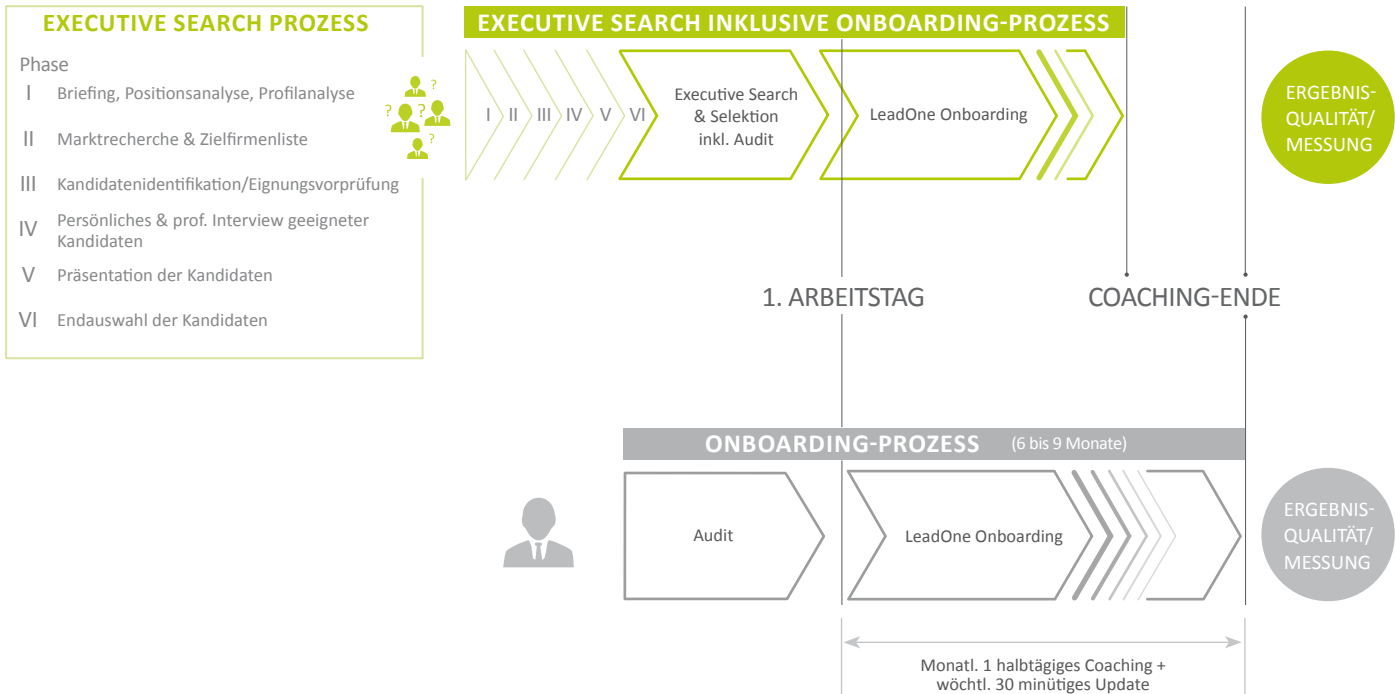 EXECUTIVE SEARCH PROZESS
Phase
I Briefing, Positionsanalyse, Profilanalyse
II Marktrecherche & Zielfirmenliste
III Kandidatenidentifikation/Eignungsvorprüfung
IV Persönliches & prof. Interview geeigneter
Kandidaten
V Präsentation der Kandidaten
VI Endauswahl der Kandidaten
?
? ?
?
EXECUTIVE SEARCH INKLUSIVE ONBOARDING-PROZESS
I II III IV V VI
Executive Search
& Selektion
inkl. Audit
LeadOne Onboarding
ERGEBNIS-
QUALITÄT/
MESSUNG
1. ARBEITSTAG
COACHING-ENDE
ONBOARDING-PROZESS (6 bis 9 Monate)
Audit
LeadOne Onboarding
ERGEBNIS-
QUALITÄT/
MESSUNG
Monatl. 1 halbtägiges Coaching +
wöchtl. 30 minütiges Update